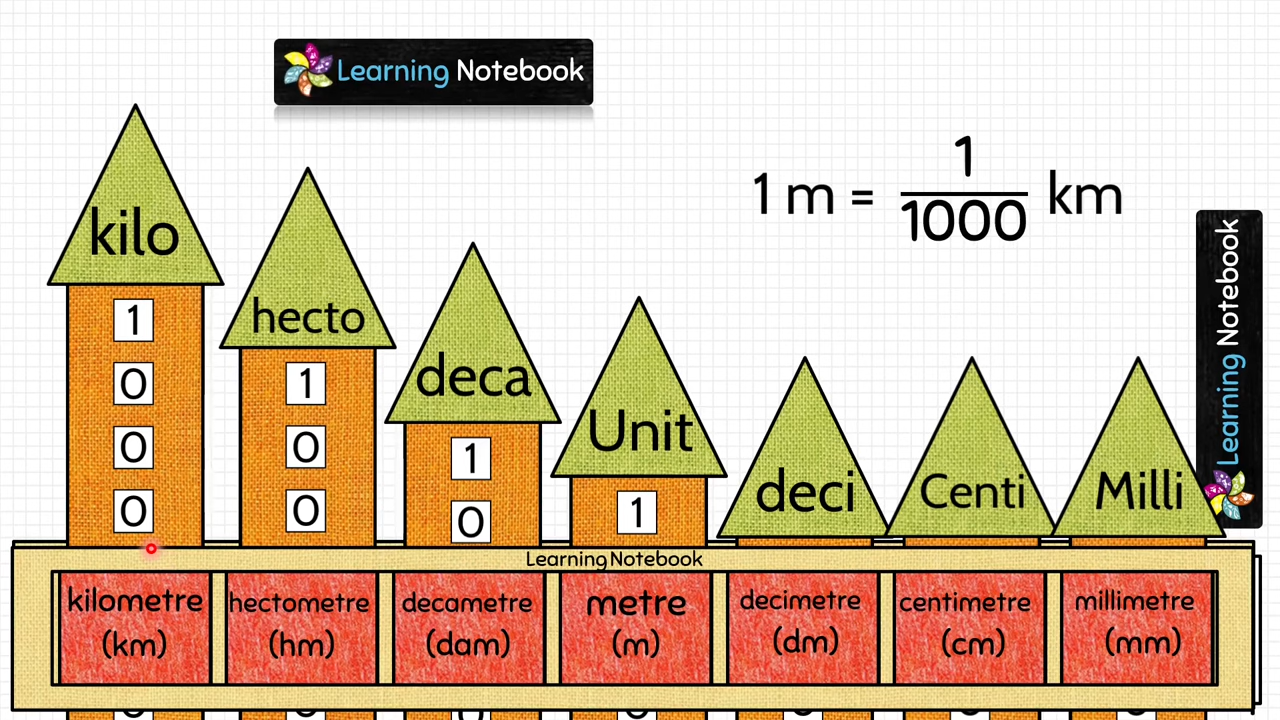 Learning Notebook
1 m = 1/1000 km
Learning Notebook
kilo
hecto
deca
Unit
deci
Centi
Milli
1
0
0
0
1
0
0
1
0
1
Learning Notebook
kilometre
(km)
hectometre
(hm)
decametre
(dam)
metre
(m)
decimetre
(dm)
centimetre
(cm)
millimetre
(mm)